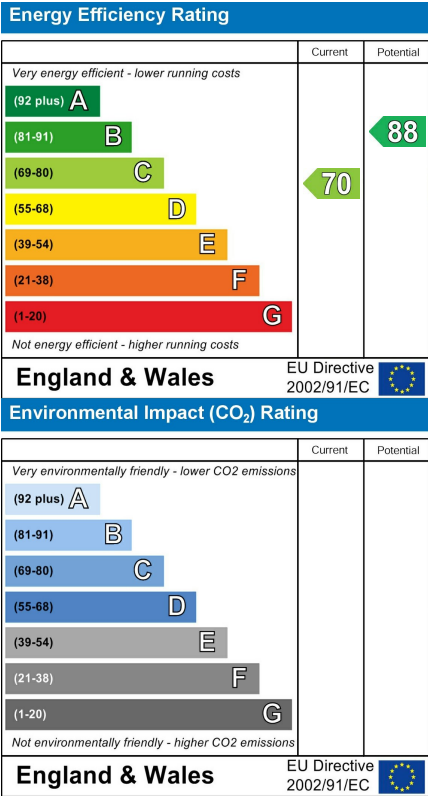 Energy Efficiency Rating
Current Potential
Very energy efficient - lower running costs
(92 plus) A
(81-91) B
88
(69-80) C
70
(55-68) D
(39-54) E
(21-38) F
(1-20) G
Not energy efficient - higher running costs
England & Wales
EU Directive
2002/91/EC
Environmental Impact (CO₂) Rating
Current Potential
Very environmentally friendly - lower CO2 emissions
(92 plus) A
(81-91) B
(69-80) C
(55-68) D
(39-54) E
(21-38) F
(1-20) G
Not environmentally friendly - higher CO2 emissions
England & Wales
EU Directive
2002/91/EC